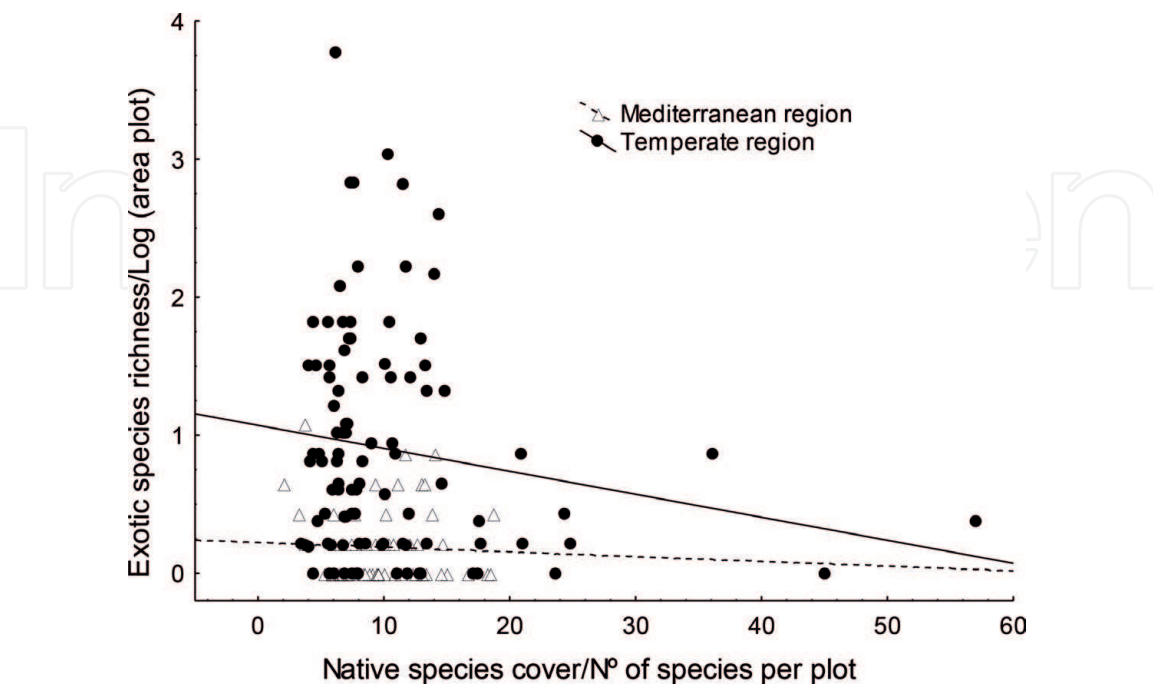 Exotic species richness/Log (area plot)
4
3
2
1
0
Mediterranean region
Temperate region
0 10 20 30 40 50 60
Native species cover/Nº of species per plot